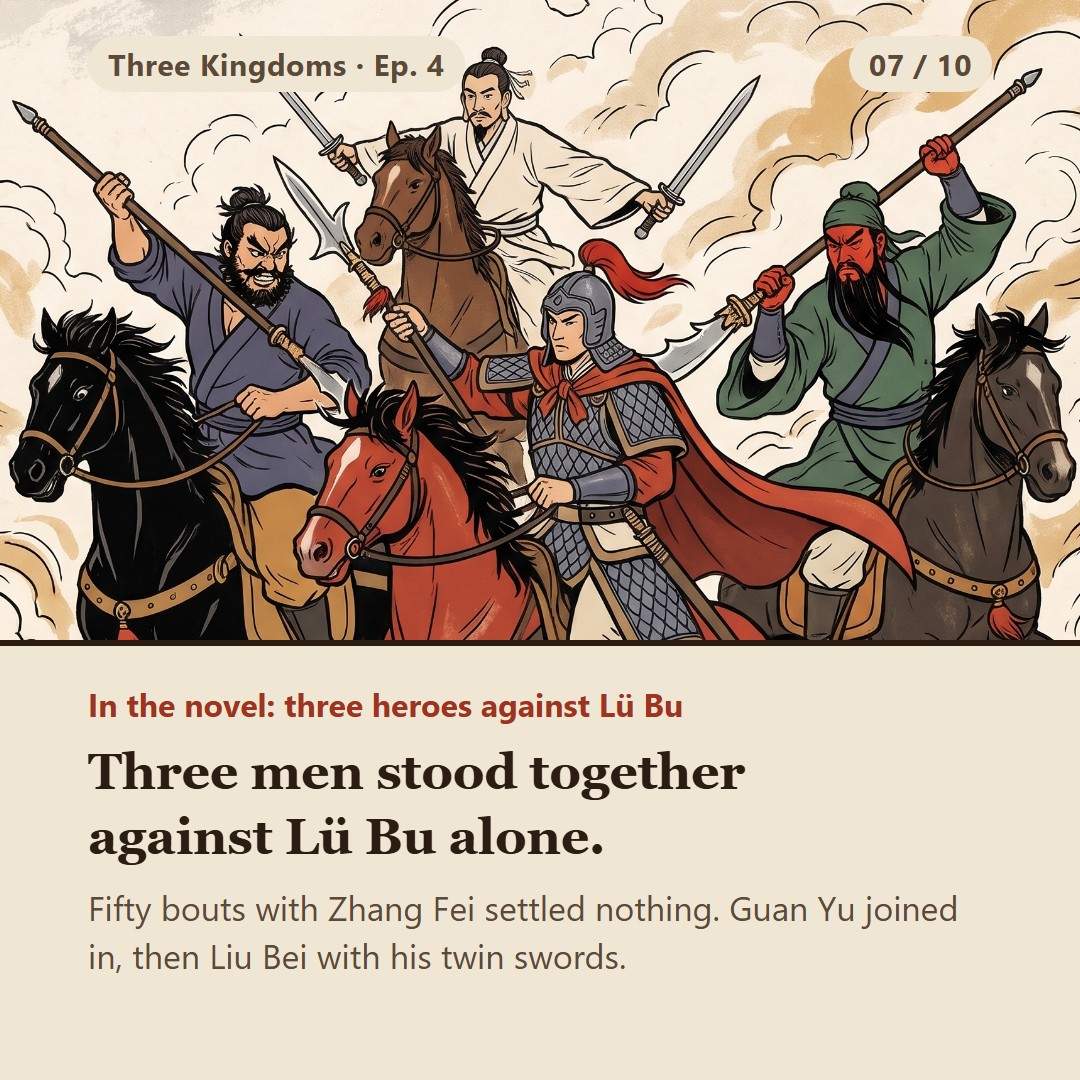 Three Kingdoms · Ep. 4
07 / 10
In the novel: three heroes against Lü Bu
Three men stood together
against Lü Bu alone.
Fifty bouts with Zhang Fei settled nothing. Guan Yu joined
in, then Liu Bei with his twin swords.